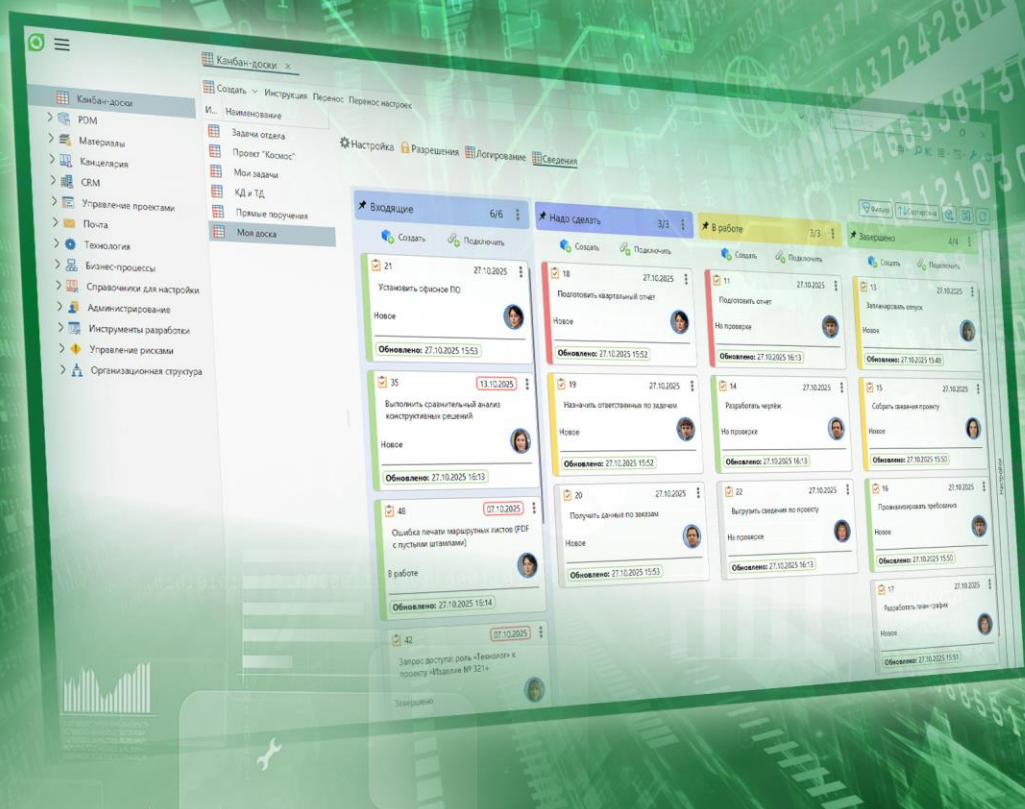 Канбан-доски ×
Создать Инструкция Перенос Перенос настроек
И... Наименование
Задачи отдела
Проект "Космос"
Мои задачи
КД и ТД
Прямые поручения
Моя доска
Канбан-доски
PDM
Материалы
Канцелярия
CRM
Управление проектами
Почта
Технология
Бизнес-процессы
Справочники для настройки
Администрирование
Инструменты разработки
Управление рисками
Организационная структура
Настройка Разрешения Логирование Сведения
Фильтр Сортировка
Входящие 6/6
Создать Подключить
21 27.10.2025
Установить офисное ПО
Новое
Обновлено: 27.10.2025 15:53
35 13.10.2025
Выполнить сравнительный анализ
конструктивных решений
Новое
Обновлено: 27.10.2025 16:13
48 07.10.2025
Ошибка печати маршрутных листов (PDF
с пустыми штампами)
В работе
Обновлено: 27.10.2025 16:14
42 07.10.2025
Запрос доступа: роль «Технолог» к
проекту «Изделие № 321»
Завершено
Надо сделать 3/3
Создать Подключить
18 27.10.2025
Подготовить квартальный отчёт
Новое
Обновлено: 27.10.2025 15:52
19 27.10.2025
Назначить ответственных по задачам
Новое
Обновлено: 27.10.2025 15:52
20 27.10.2025
Получить данные по заказам
Новое
Обновлено: 27.10.2025 15:53
В работе 3/3
Создать Подключить
11 27.10.2025
Подготовить отчет
На проверке
Обновлено: 27.10.2025 16:13
14 27.10.2025
Разработать чертёж
На проверке
Обновлено: 27.10.2025 16:13
22 27.10.2025
Выгрузить сведения по проекту
На проверке
Обновлено: 27.10.2025 16:13
Завершено 4/4
Создать Подключить
13 27.10.2025
Запланировать отпуск
Новое
Обновлено: 27.10.2025 15:49
15 27.10.2025
Собрать сведения проекту
Новое
Обновлено: 27.10.2025 15:50
16 27.10.2025
Проанализировать требования
Новое
Обновлено: 27.10.2025 15:50
17 27.10.2025
Разработать план-график
Новое
Обновлено: 27.10.2025 15:51
Настройки